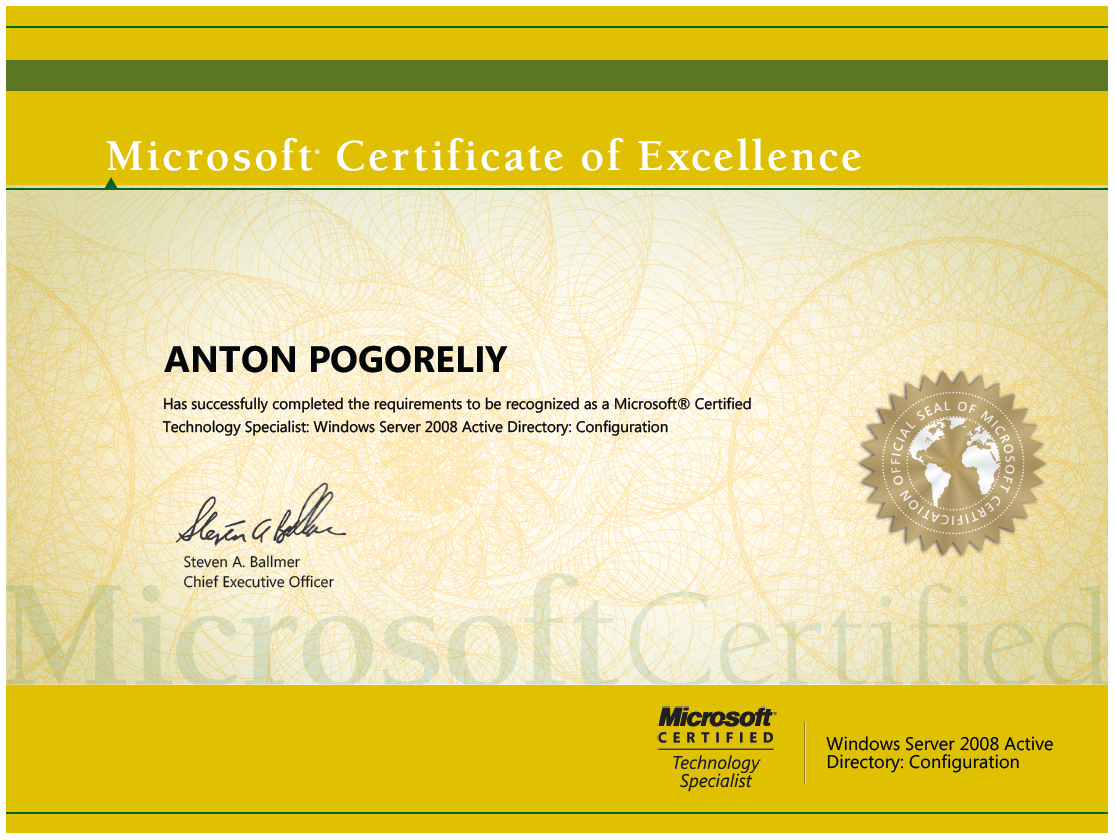 Microsoft® Certificate of Excellence
ANTON POGORELIY
Has successfully completed the requirements to be recognized as a Microsoft® Certified
Technology Specialist: Windows Server 2008 Active Directory: Configuration
OFFICIAL SEAL OF MICROSOFT CERTIFICATION
Steven A Ballmer
Steven A. Ballmer
Chief Executive Officer
MicrosoftCertified
Microsoft®
CERTIFIED
Technology
Specialist
Windows Server 2008 Active
Directory: Configuration